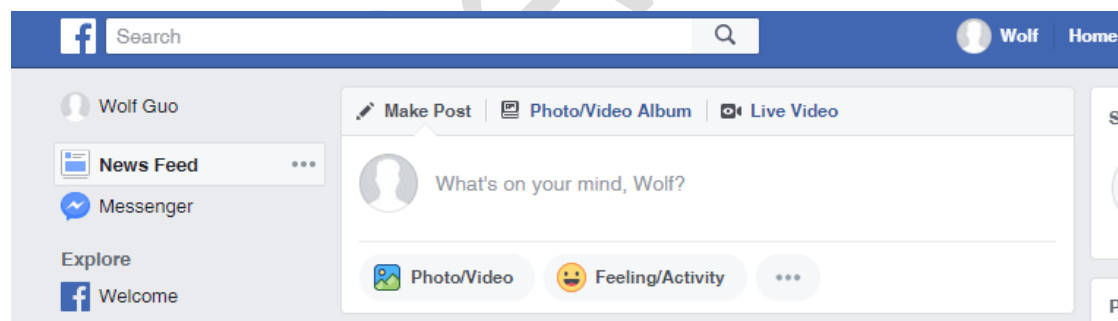 Search
Wolf Home
Wolf Guo
News Feed
Messenger
Explore
Welcome
Make Post Photo/Video Album Live Video
What's on your mind, Wolf?
Photo/Video Feeling/Activity